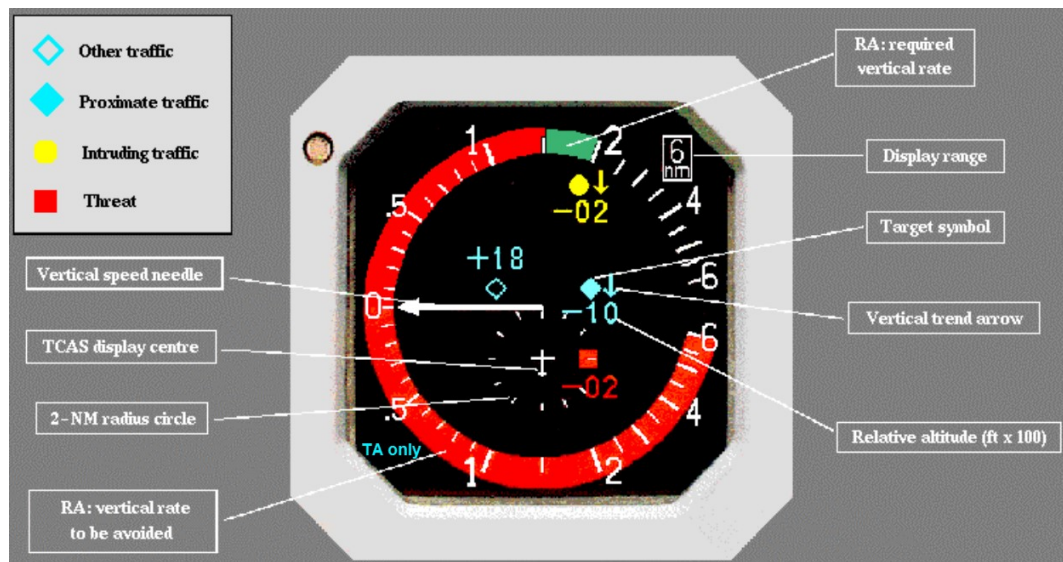 Other traffic
Proximate traffic
Intruding traffic
Threat
RA: required
vertical rate
Display range
Target symbol
Vertical trend arrow
Relative altitude (ft x 100)
Vertical speed needle
TCAS display centre
2-NM radius circle
RA: vertical rate
to be avoided
1
2
6
nm
4
.5
-02
+18
6
0
-10
6
-02
.5
4
TA only
1
2